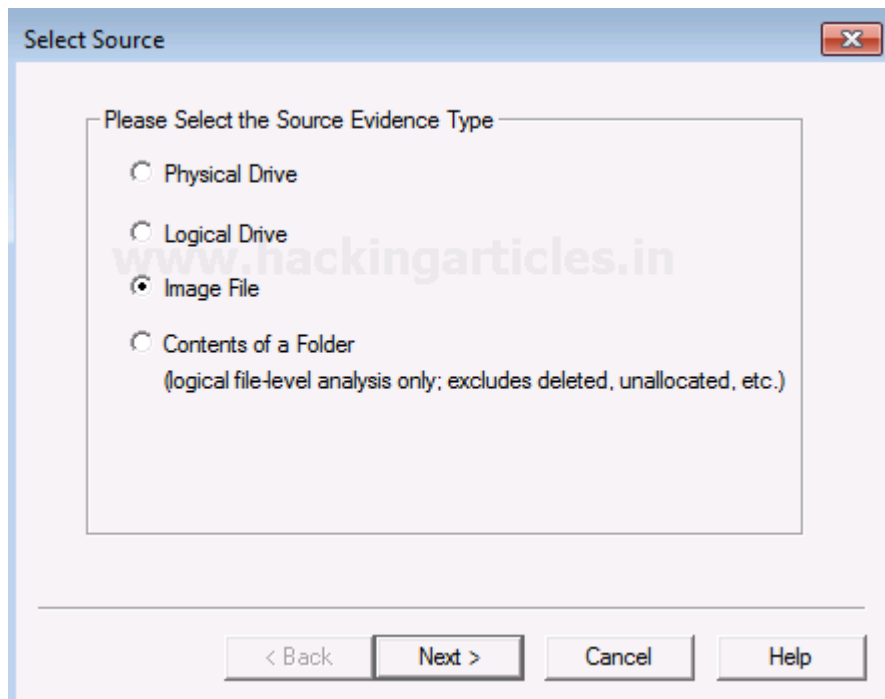 Select Source
Please Select the Source Evidence Type
Physical Drive
Logical Drive
www.hackingarticles.in
Image File
Contents of a Folder
(logical file-level analysis only; excludes deleted, unallocated, etc.)
< Back
Next >
Cancel
Help